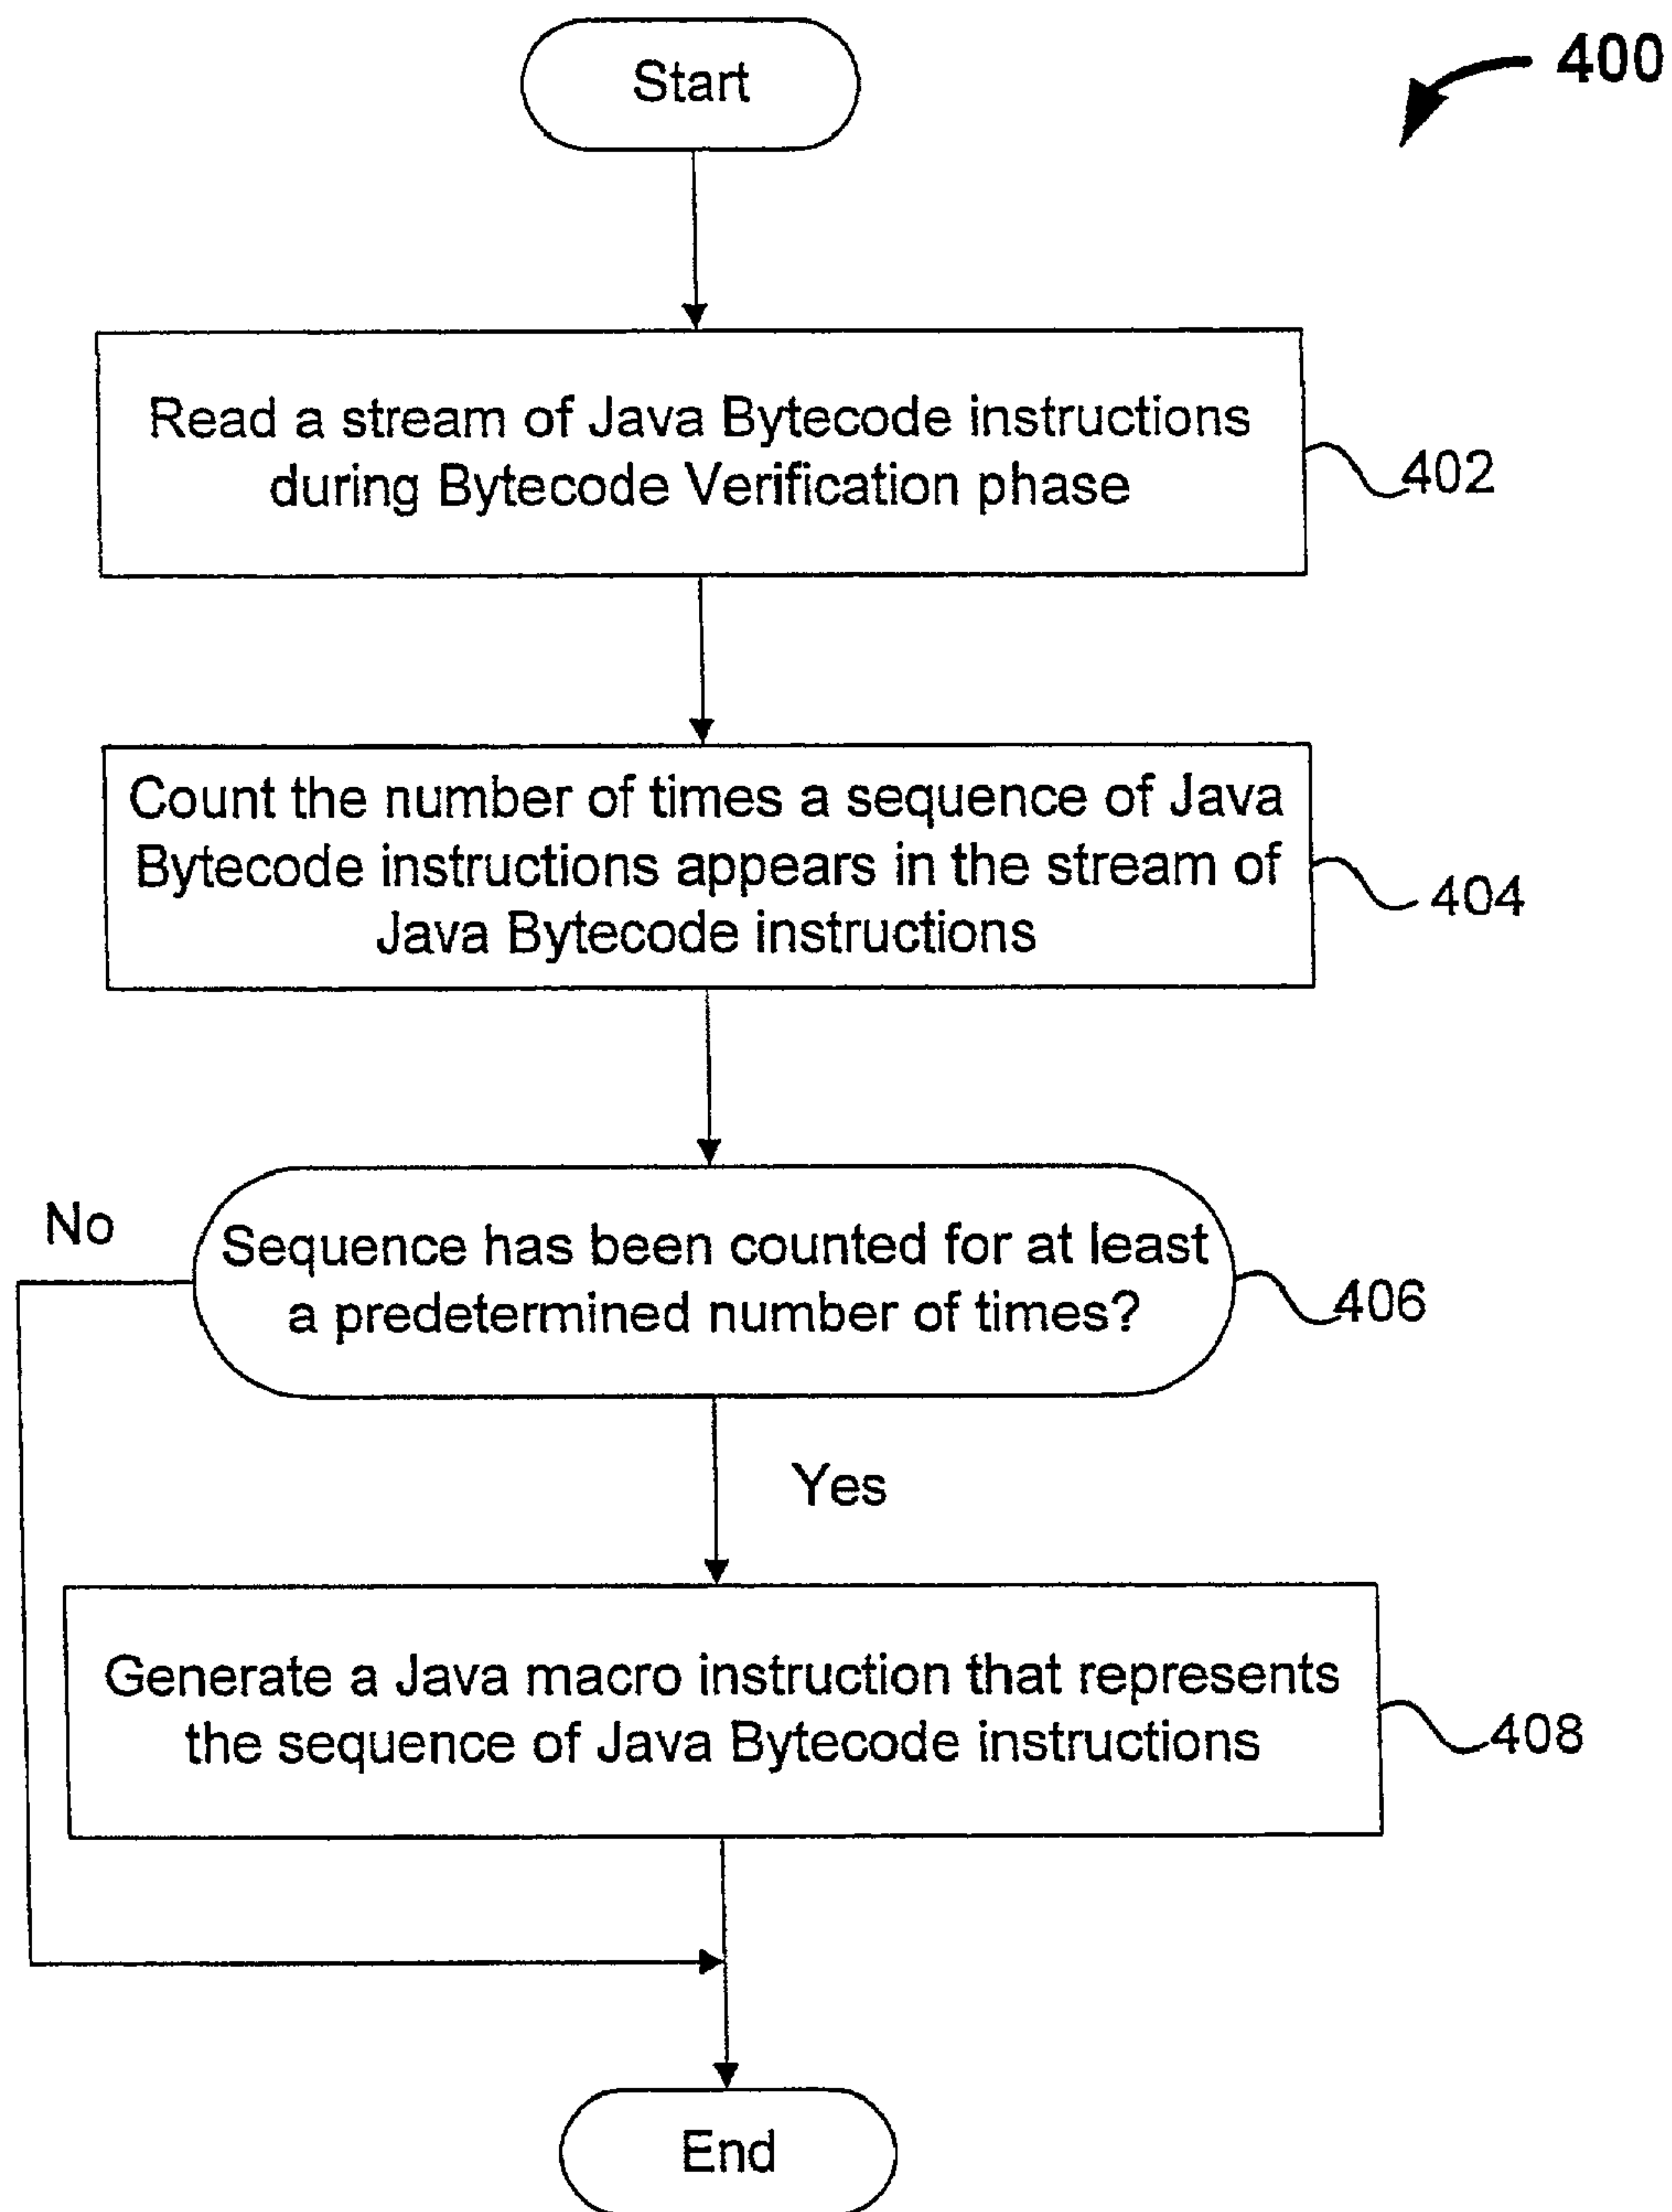 Start
400
Read a stream of Java Bytecode instructions
during Bytecode Verification phase
402
Count the number of times a sequence of Java
Bytecode instructions appears in the stream of
Java Bytecode instructions
404
No
Sequence has been counted for at least
a predetermined number of times?
406
Yes
Generate a Java macro instruction that represents
the sequence of Java Bytecode instructions
408
End